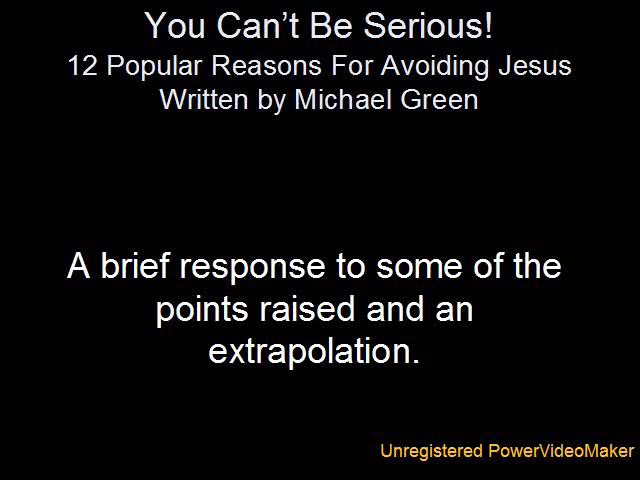 You Can’t Be Serious!
12 Popular Reasons For Avoiding Jesus
Written by Michael Green
A brief response to some of the
points raised and an
extrapolation.
Unregistered PowerVideoMaker